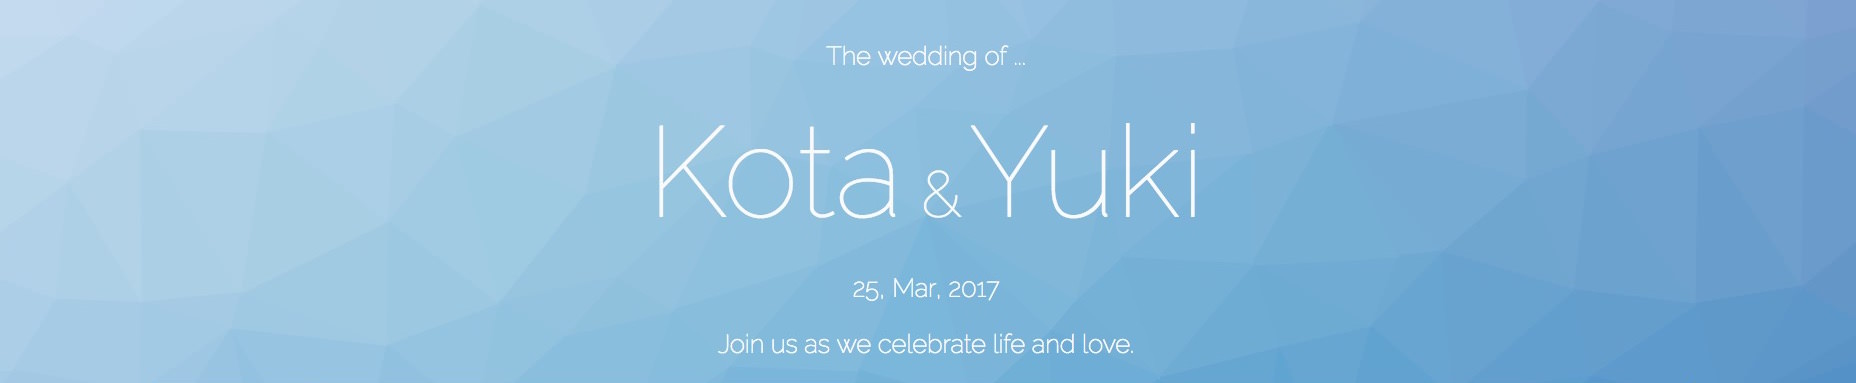 The wedding of ...
Kota & Yuki
25, Mar, 2017
Join us as we celebrate life and love.